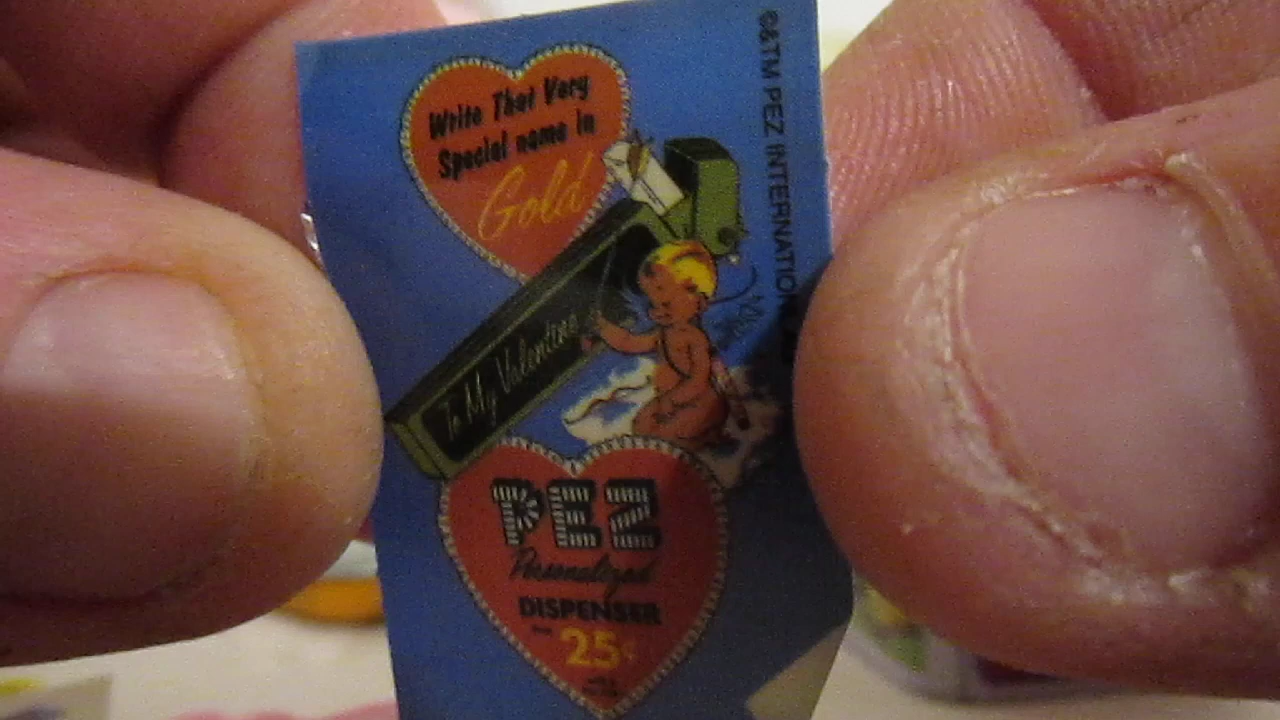 Write That Very
Special name in
Gold
To My Valentine
PEZ
Personalized
DISPENSER
25¢
©&TM PEZ INTERNATIO